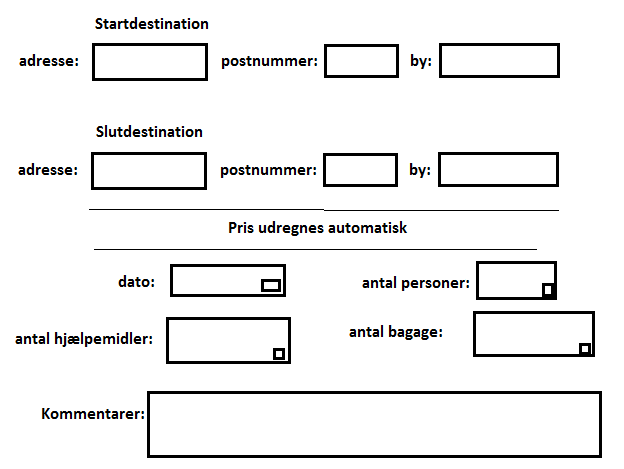 Startdestination
adresse: postnummer: by:
Slutdestination
adresse: postnummer: by:
Pris udregnes automatisk
dato: antal personer:
antal hjælpemidler: antal bagage:
Kommentarer: